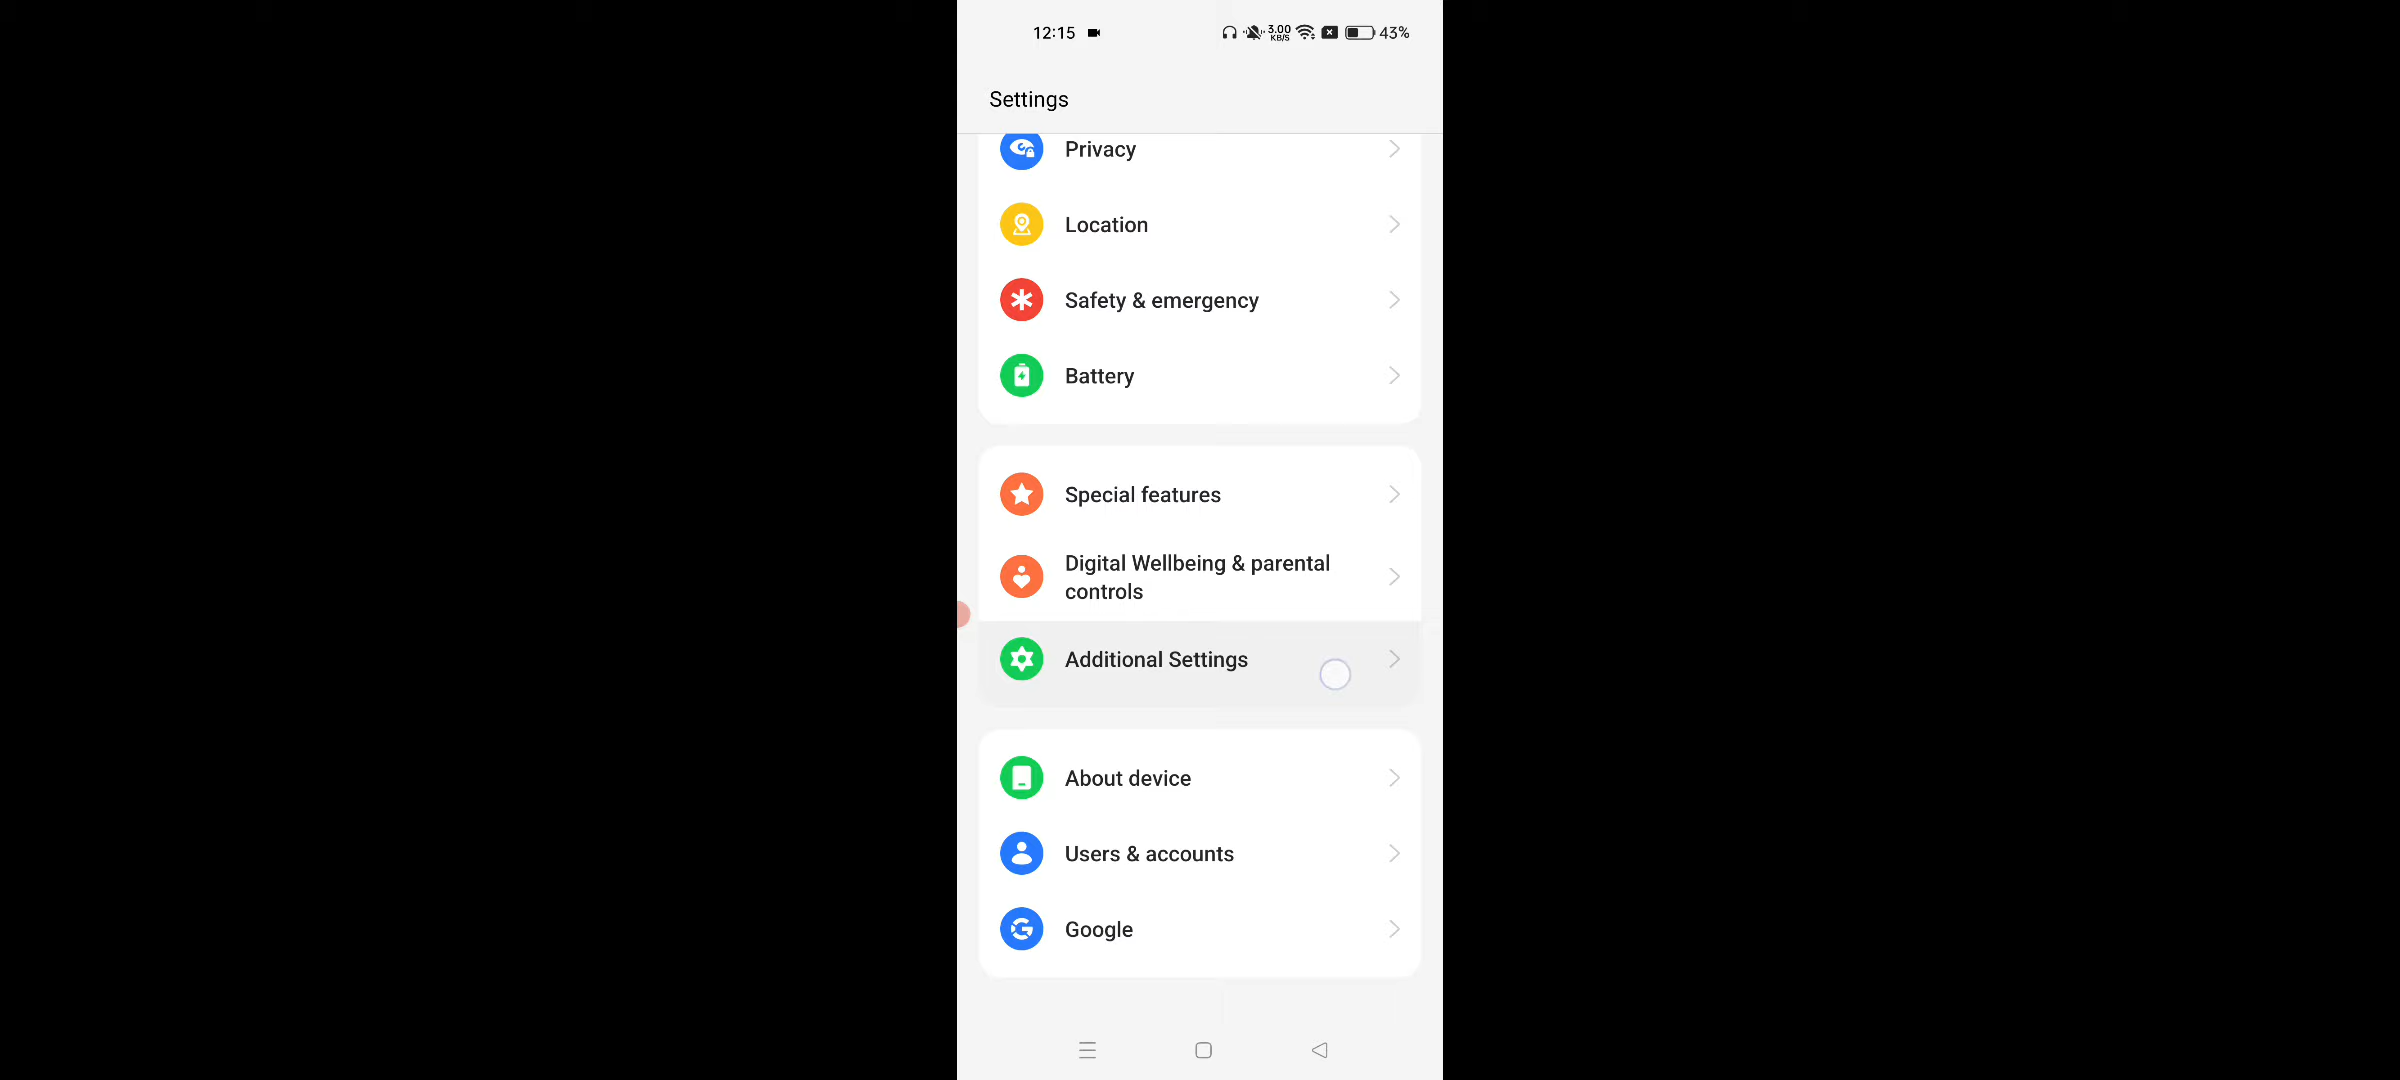 12:15
3.00
KB/S
43%
Settings
Privacy
Location
Safety & emergency
Battery
Special features
Digital Wellbeing & parental
controls
Additional Settings
About device
Users & accounts
Google